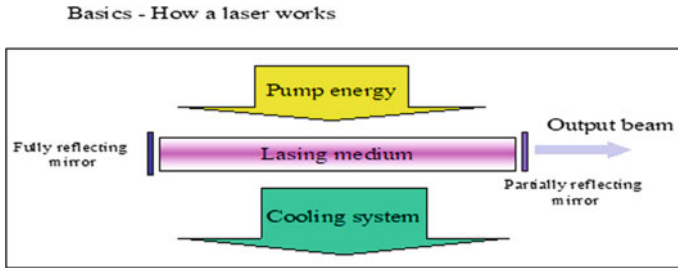 Basics - How a laser works
Pump energy
Fully reflecting
mirror
Lasing medium
Output beam
Partially reflecting
mirror
Cooling system